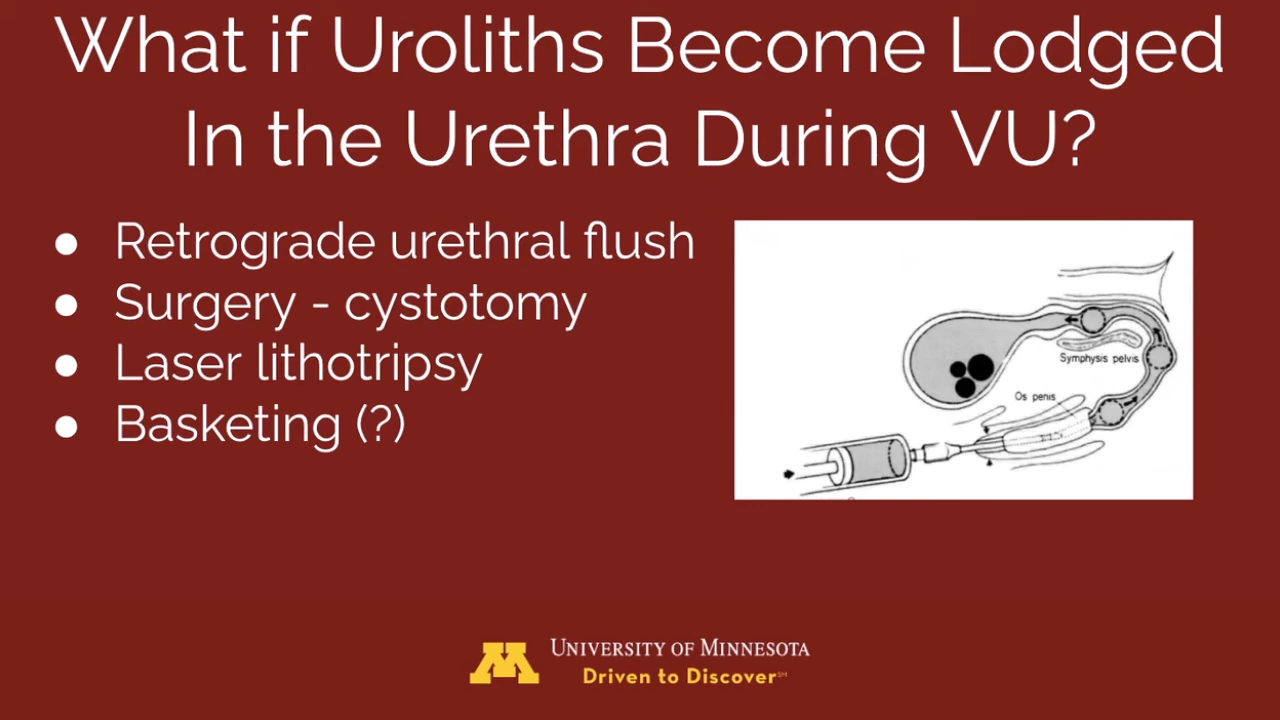 What if Uroliths Become Lodged
In the Urethra During VU?
● Retrograde urethral flush
● Surgery - cystotomy
● Laser lithotripsy
● Basketing (?)
Symphysis pelvis
Os penis
M
UNIVERSITY OF MINNESOTA
Driven to Discover℠